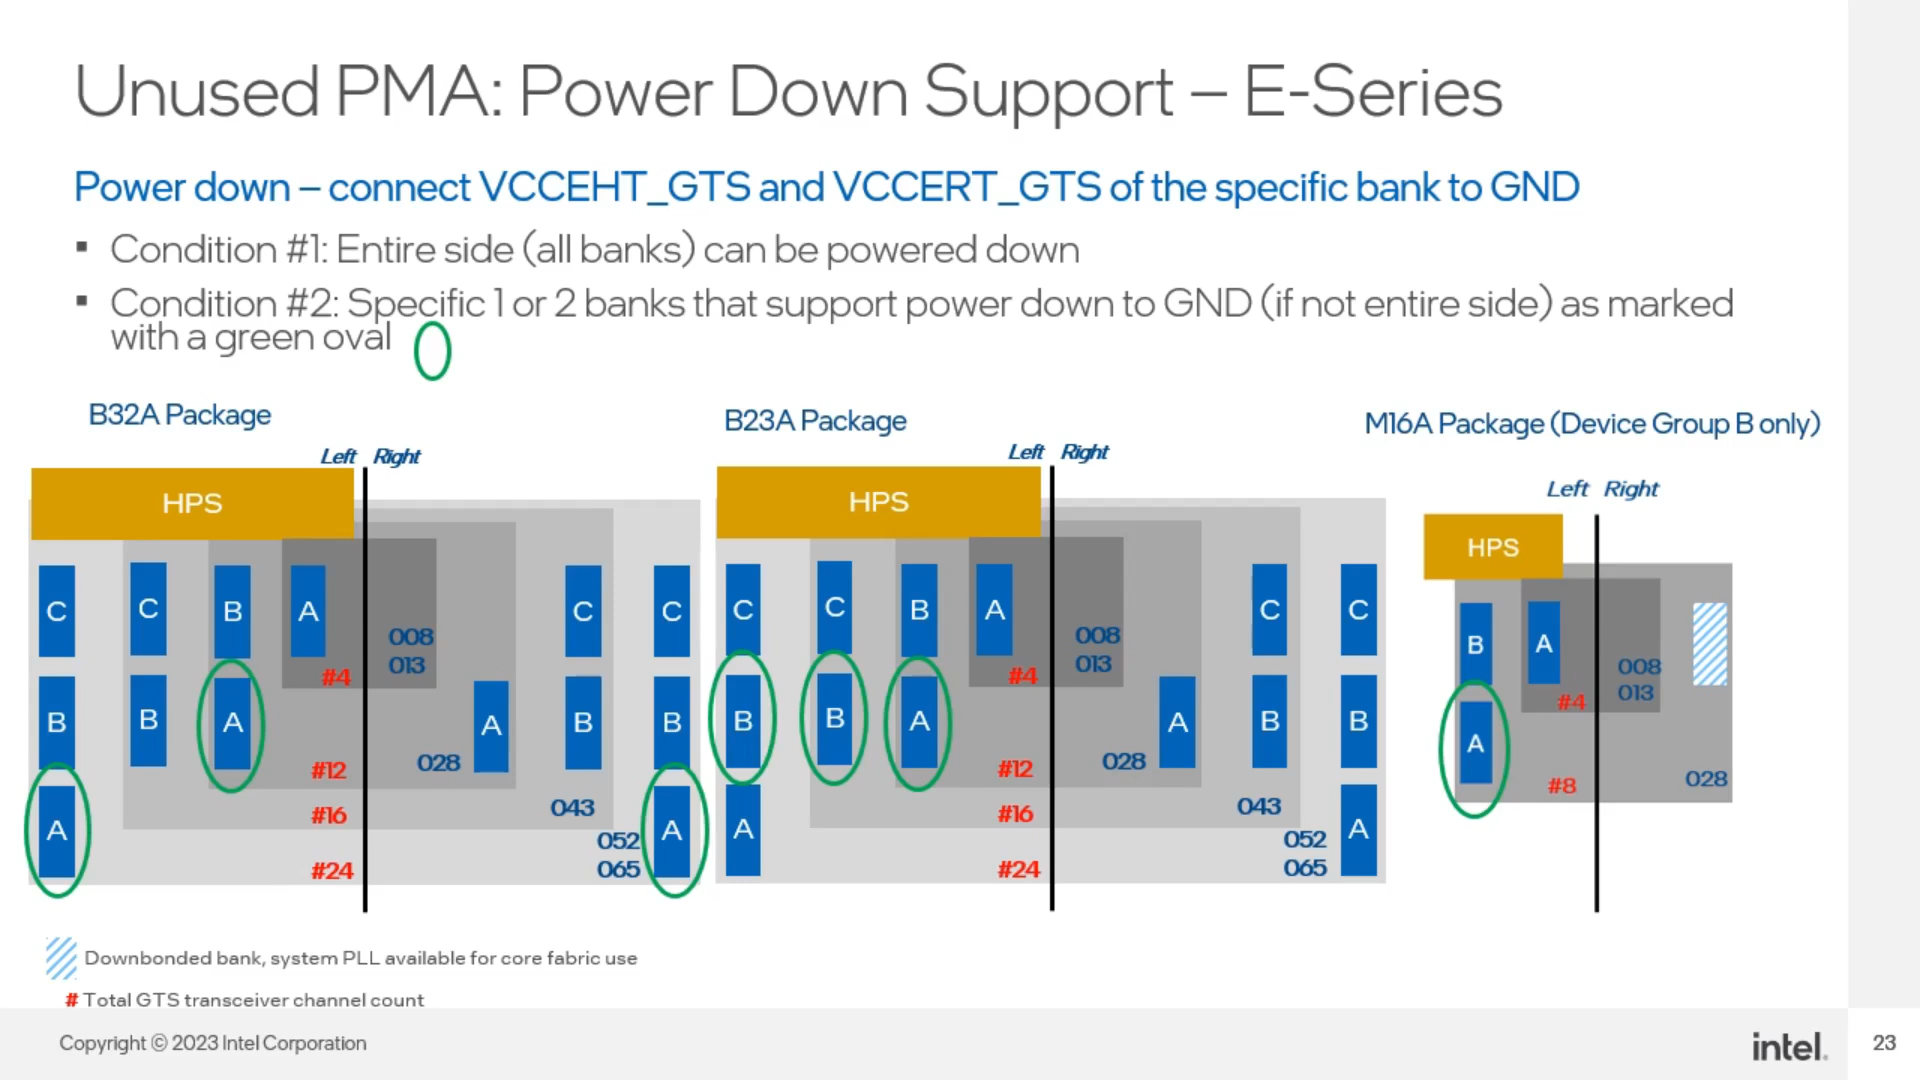 Unused PMA: Power Down Support – E-Series
Power down – connect VCCEHT_GTS and VCCERT_GTS of the specific bank to GND
▪ Condition #1: Entire side (all banks) can be powered down
▪ Condition #2: Specific 1 or 2 banks that support power down to GND (if not entire side) as marked
with a green oval
B32A Package
Left Right
HPS
C C B A C C
008
013
#4
B B A A B B
#12 028
#16 043
A A
052
065
#24
B23A Package
Left Right
HPS
C C B A C C
008
013
#4
B B A A B B
#12 028
#16 043
A A
052
065
#24
M16A Package (Device Group B only)
Left Right
HPS
B A
008
013
#4
A
#8 028
Downbonded bank, system PLL available for core fabric use
# Total GTS transceiver channel count
Copyright © 2023 Intel Corporation
intel.
23